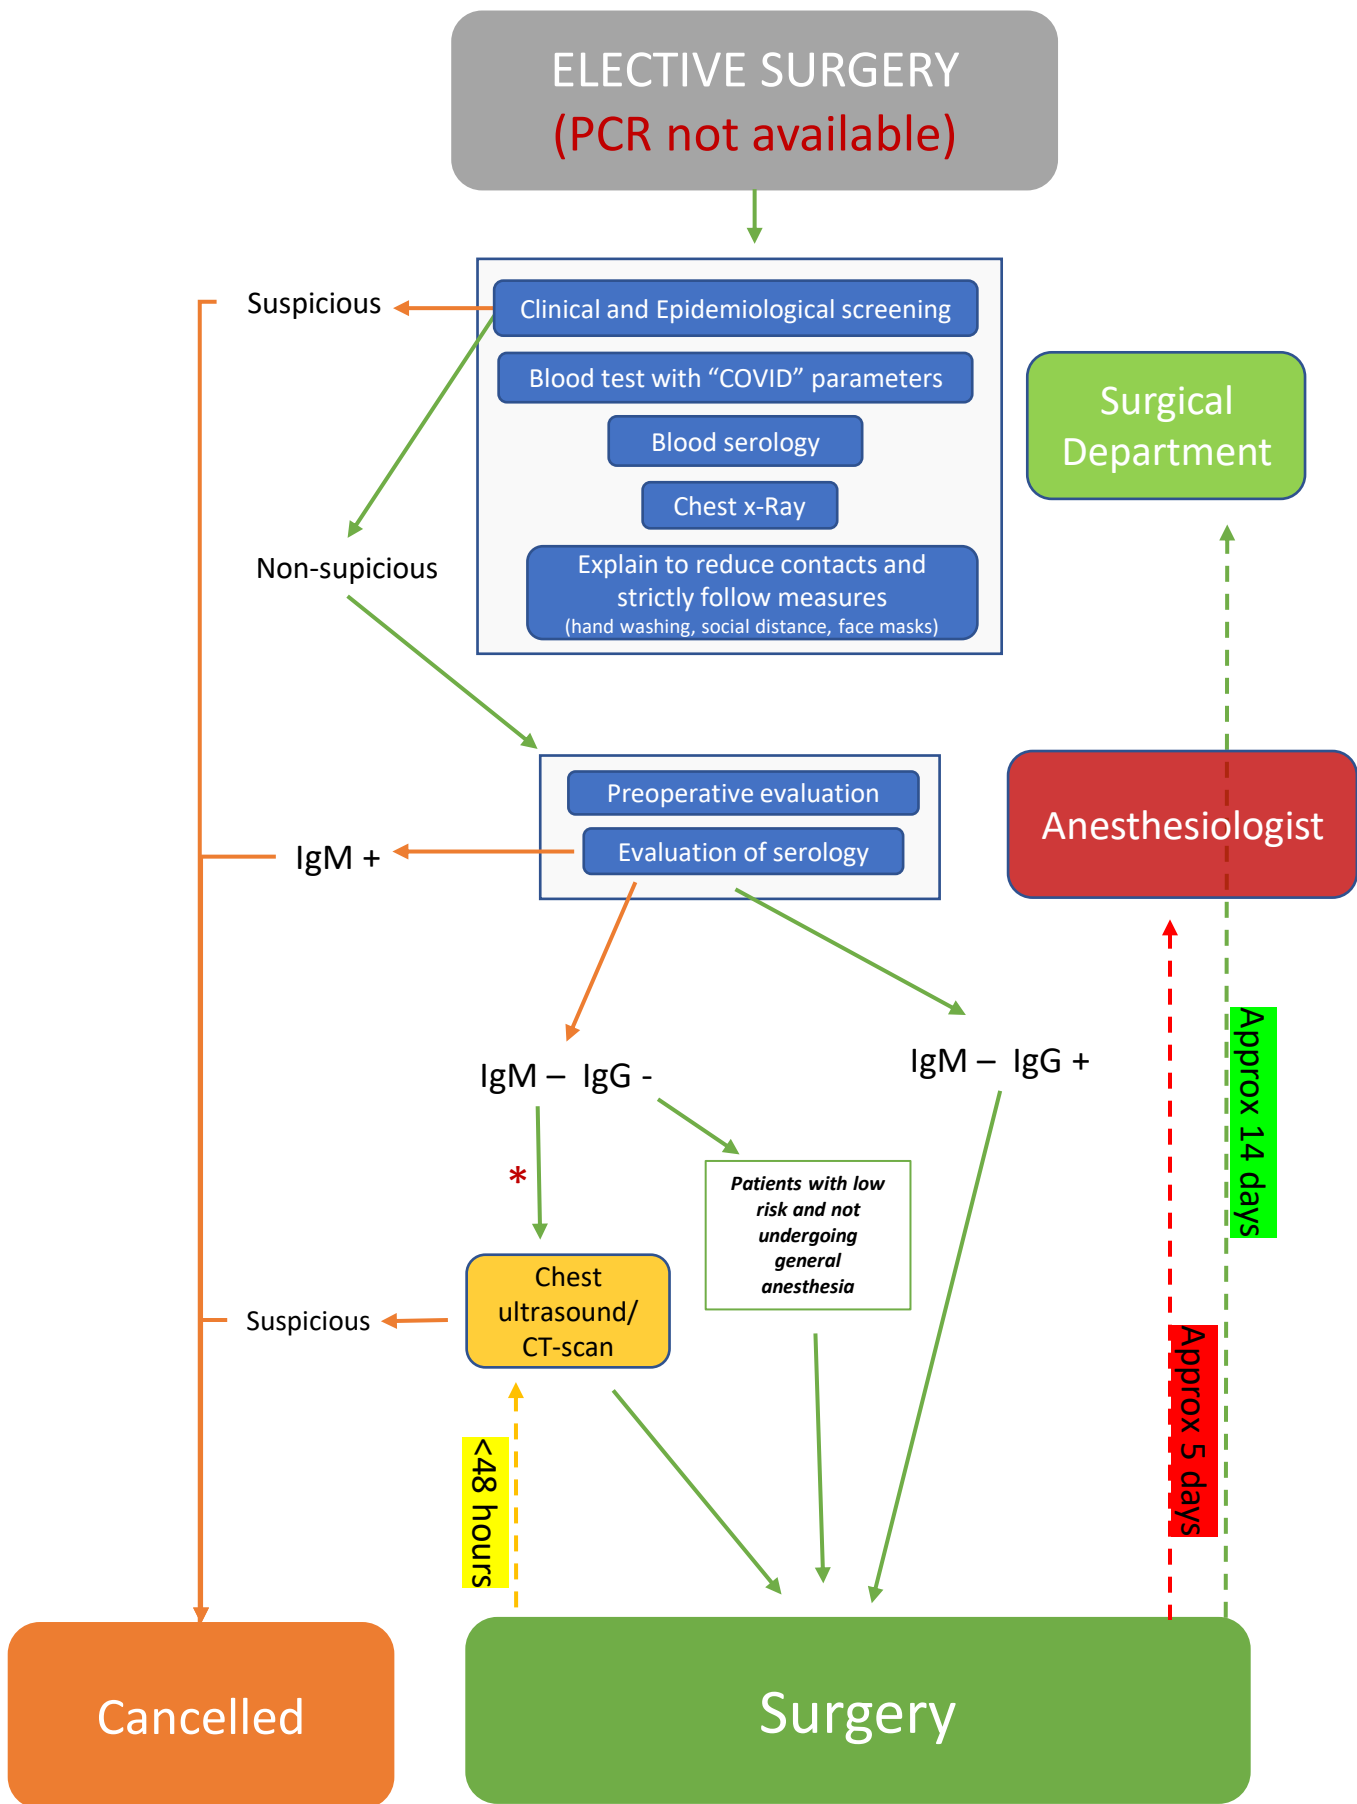 ELECTIVE SURGERY
(PCR not available)
Suspicious
Clinical and Epidemiological screening
Blood test with “COVID” parameters
Blood serology
Chest x-Ray
Explain to reduce contacts and
strictly follow measures
(hand washing, social distance, face masks)
Surgical
Department
Non-supicious
Preoperative evaluation
Evaluation of serology
IgM +
Anesthesiologist
IgM – IgG -
IgM – IgG +
*
Patients with low
risk and not
undergoing
general
anesthesia
Approx 14 days
Chest
ultrasound/
CT-scan
Suspicious
Approx 5 days
<48 hours
Cancelled
Surgery